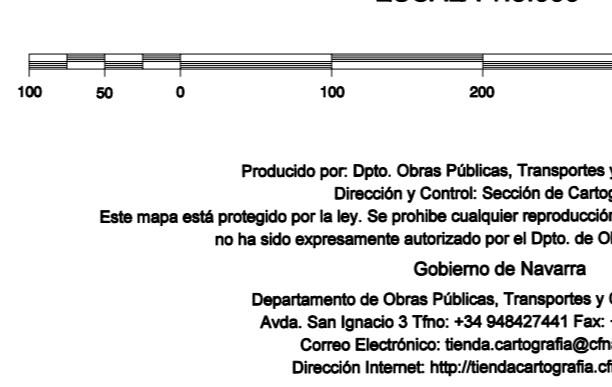 100 50 0 100 200
Producido por: Dpto. Obras Públicas, Transportes y
Dirección y Control: Sección de Cartog
Este mapa está protegido por la ley. Se prohibe cualquier reproducción
no ha sido expresamente autorizado por el Dpto. de O
Gobierno de Navarra
Departamento de Obras Públicas, Transportes y
Avda. San Ignacio 3 Tfno: +34 948427441 Fax:
Correo Electrónico: tienda.cartografia@cfn
Dirección Internet: http://tiendacartografia.cf